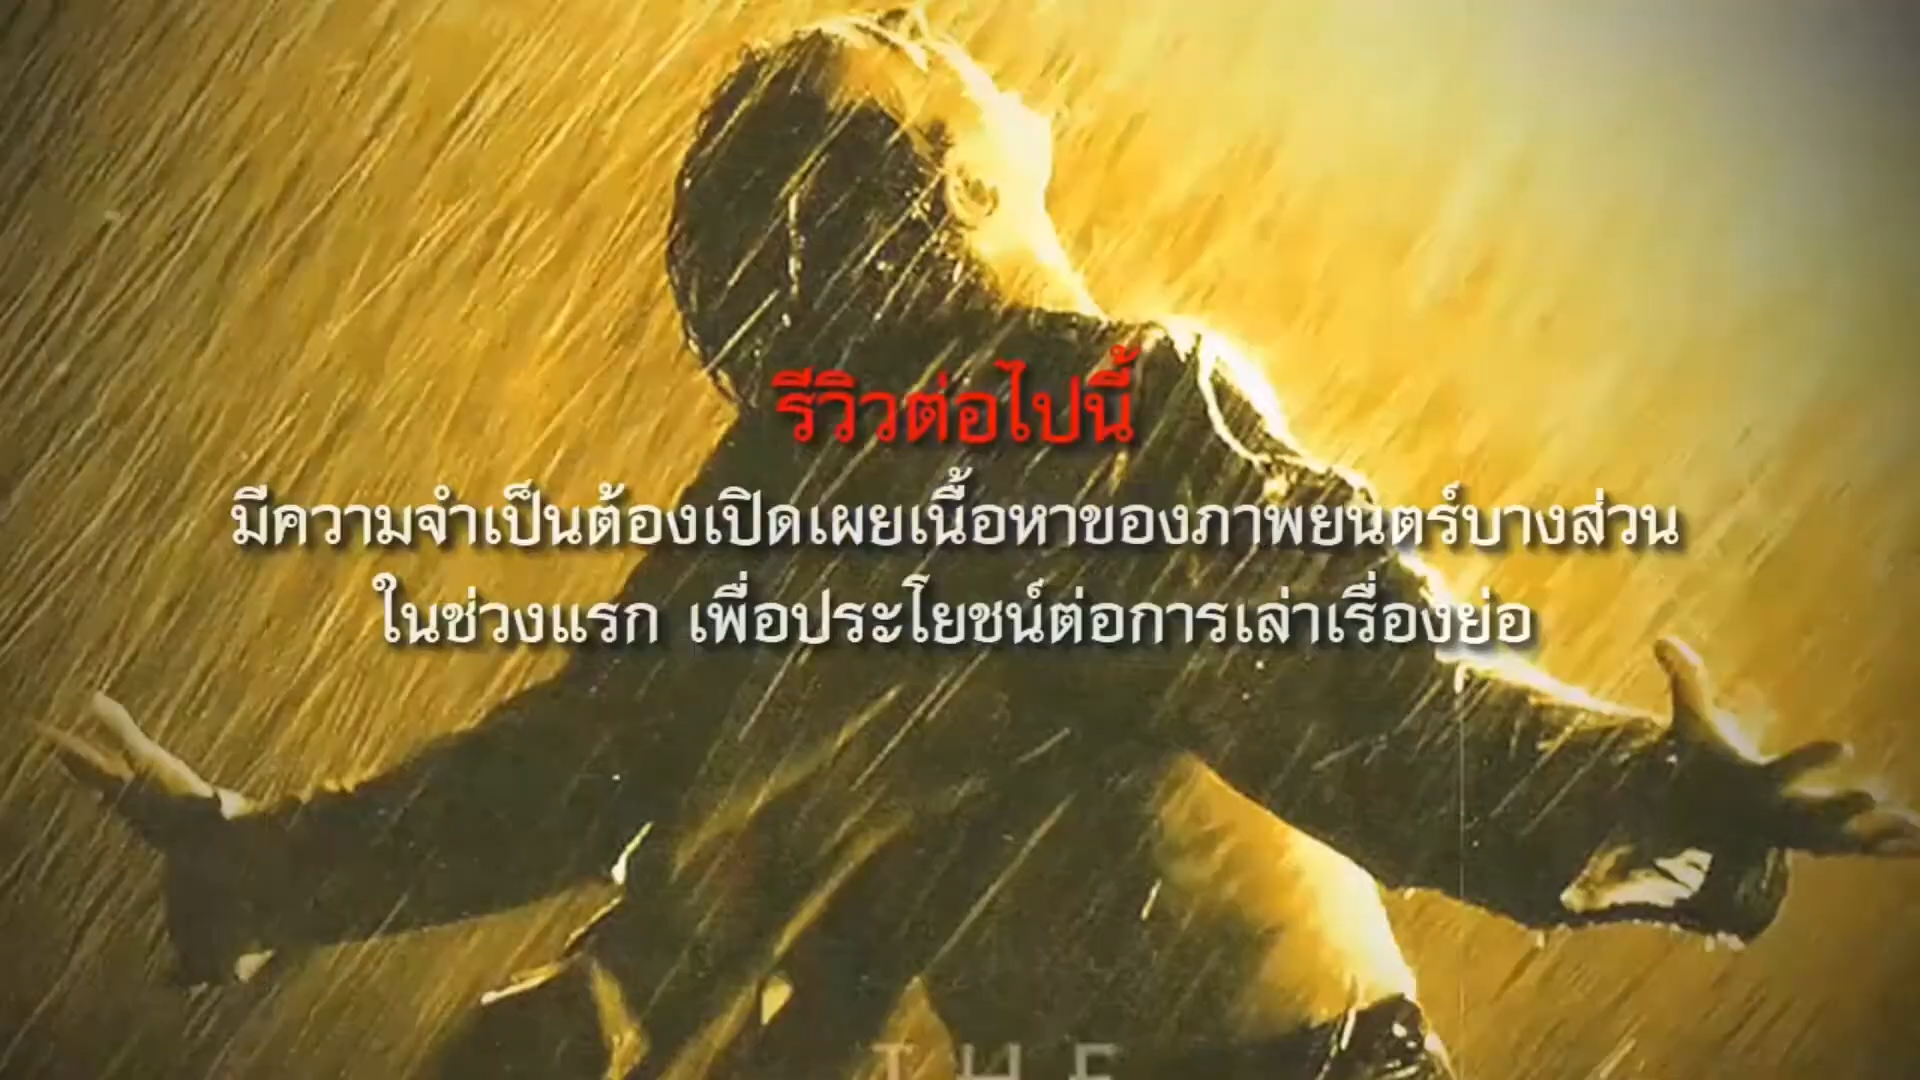 รีวิวต่อไปนี้
มีความจำเป็นต้องเปิดเผยเนื้อหาของภาพยนตร์บางส่วน
ในช่วงแรก เพื่อประโยชน์ต่อการเล่าเรื่องย่อ
THE